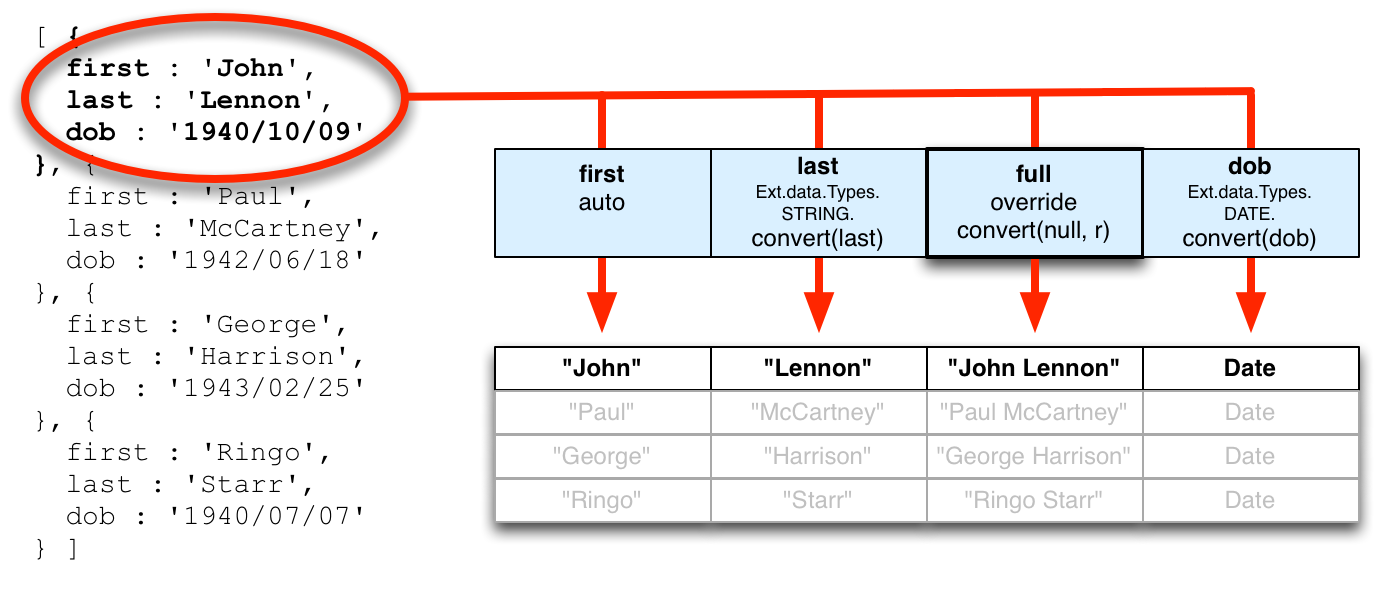 [ {
first : 'John',
last : 'Lennon',
dob : '1940/10/09'
}, {
first : 'Paul',
last : 'McCartney',
dob : '1942/06/18'
}, {
first : 'George',
last : 'Harrison',
dob : '1943/02/25'
}, {
first : 'Ringo',
last : 'Starr',
dob : '1940/07/07'
} ]
first
auto
last
Ext.data.Types.
STRING.
convert(last)
full
override
convert(null, r)
dob
Ext.data.Types.
DATE.
convert(dob)
"John" "Lennon" "John Lennon" Date
"Paul" "McCartney" "Paul McCartney" Date
"George" "Harrison" "George Harrison" Date
"Ringo" "Starr" "Ringo Starr" Date